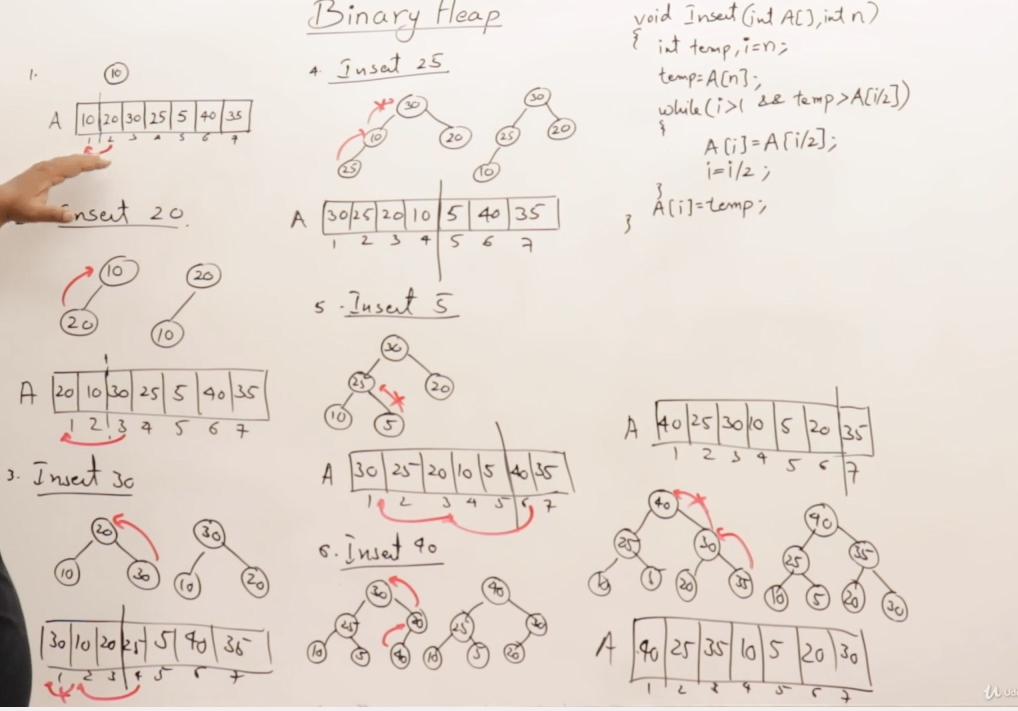 Binary Heap
1.
10
A 10 20 30 25 5 40 35
1 2 3 4 5 6 7
Insert 20
10
20
20
10
A 20 10 30 25 5 40 35
1 2 3 4 5 6 7
3. Insert 30
20
10 30
30
10 20
30 10 20 25 5 40 35
1 2 3 4 5 6 7
4. Insert 25
30
10 20
25
30
25 20
10
A 30 25 20 10 5 40 35
1 2 3 4 5 6 7
5. Insert 5
30
25 20
10 5
A 30 25 20 10 5 40 35
1 2 3 4 5 6 7
6. Insert 40
30
25 20
10 5 40
40
25 30
10 5 20
void Insert(int A[], int n)
{
int temp, i=n;
temp=A[n];
while(i>1 && temp>A[i/2])
{
A[i]=A[i/2];
i=i/2;
}
A[i]=temp;
}
A 40 25 30 10 5 20 35
1 2 3 4 5 6 7
40
25 30
10 5 20 35
40
25 35
10 5 20 30
A 40 25 35 10 5 20 30
1 2 3 4 5 6 7